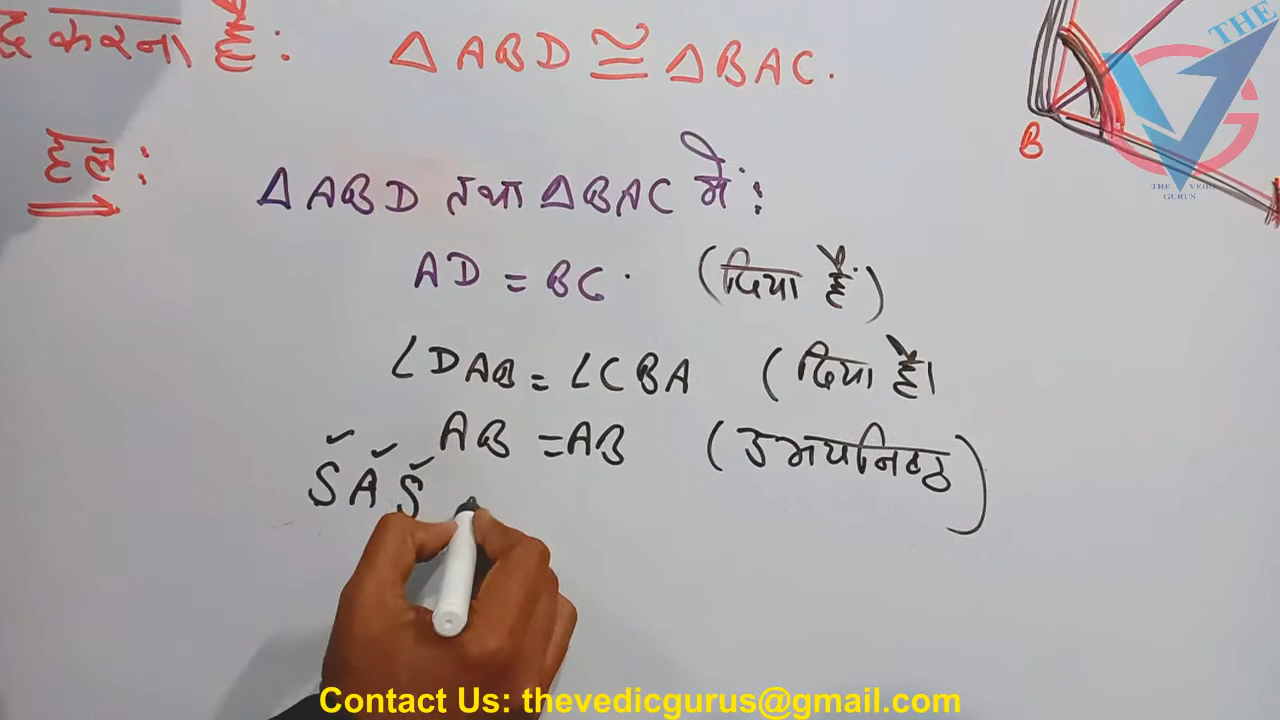 करना है: △ABD ≅ △BAC.
हल:
△ABD तथा △BAC में:
AD = BC. (दिया है)
∠DAB = ∠CBA (दिया है।
AB = AB (उभयनिष्ठ)
SAS
B
THE
THE VEDIC
GURUS
Contact Us: thevedicgurus@gmail.com